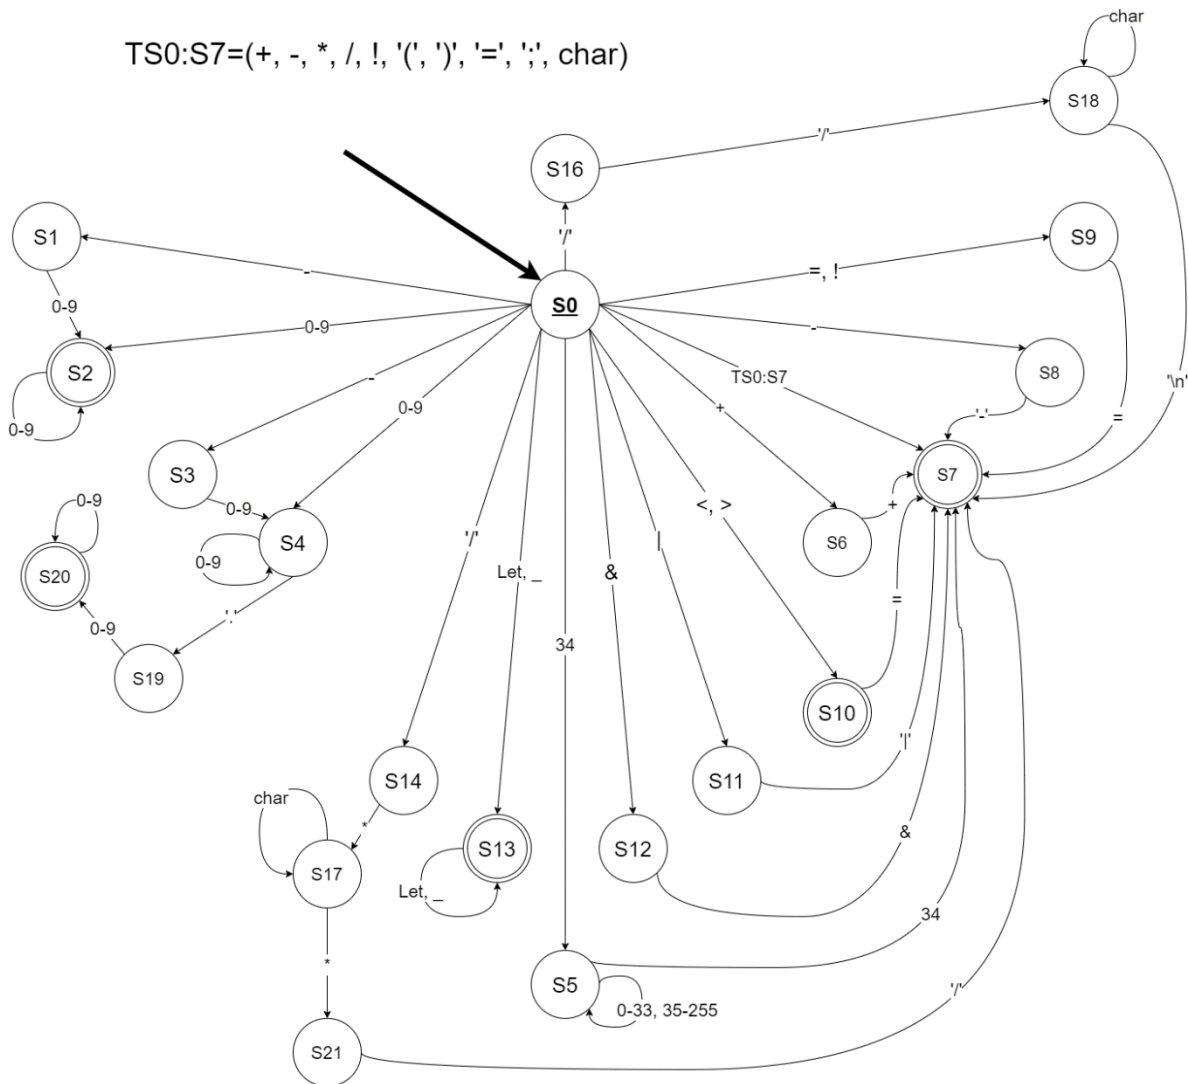 char
TS0:S7=(+, -, *, /, !, '(', ')', '=', ';', char)
S18
'/'
S16
S1
'/'
S9
-
=, !
0-9
S0
0-9
-
S2
-
TS0:S7
S8
'\n'
0-9
+
'-'
=
0-9
S3
S7
0-9
0-9
<, >
+
S4
S6
'/'
|
0-9
Let, _
&
S20
=
'.'
0-9
34
S19
S10
'|'
S14
S11
char
*
&
S13
S12
S17
Let, _
34
*
S5
'/'
0-33, 35-255
S21